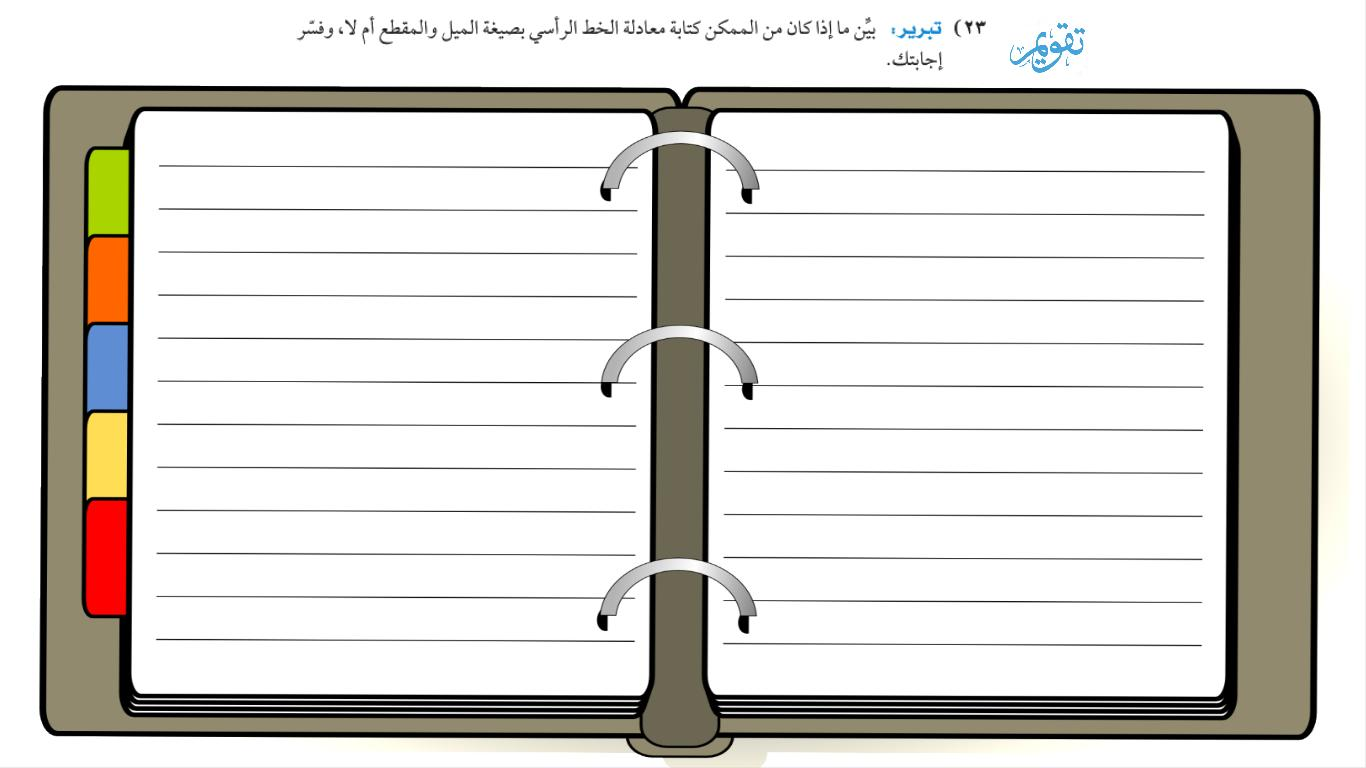 تقويم
٢٣) تبرير: بيِّن ما إذا كان من الممكن كتابة معادلة الخط الرأسي بصيغة الميل والمقطع أم لا، وفسّر
إجابتك.